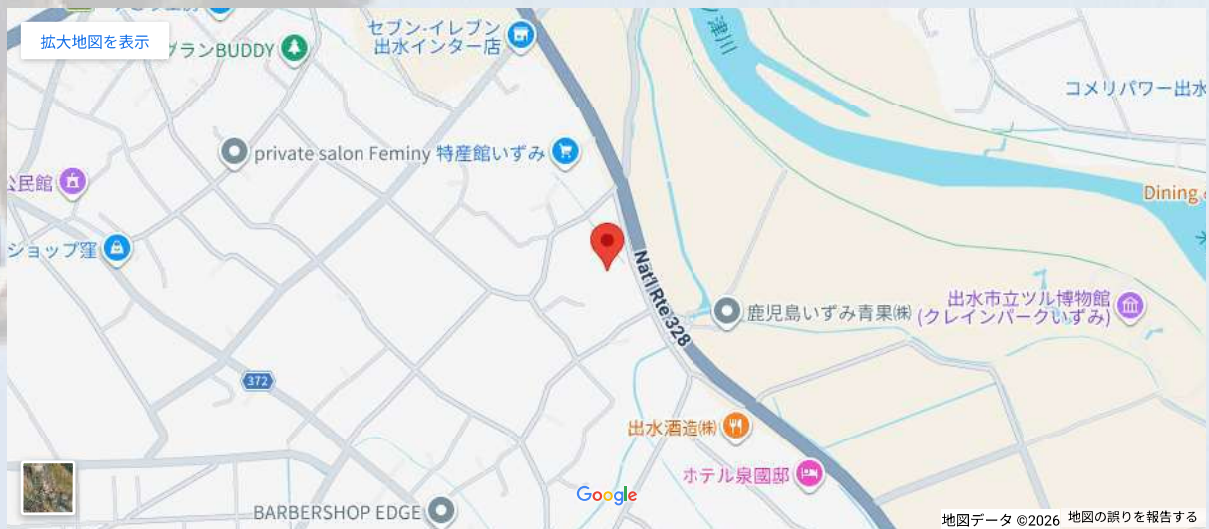 拡大地図を表示
グランBUDDY
セブン-イレブン
出水インター店
コメリパワー出水
private salon Feminy
特産館いずみ
公民館
Dining
ショップ窪
Nat'l Rte 328
鹿児島いずみ青果㈱
出水市立ツル博物館
(クレインパークいずみ)
372
出水酒造㈱
ホテル泉國邸
Google
BARBERSHOP EDGE
地図データ ©2026
地図の誤りを報告する